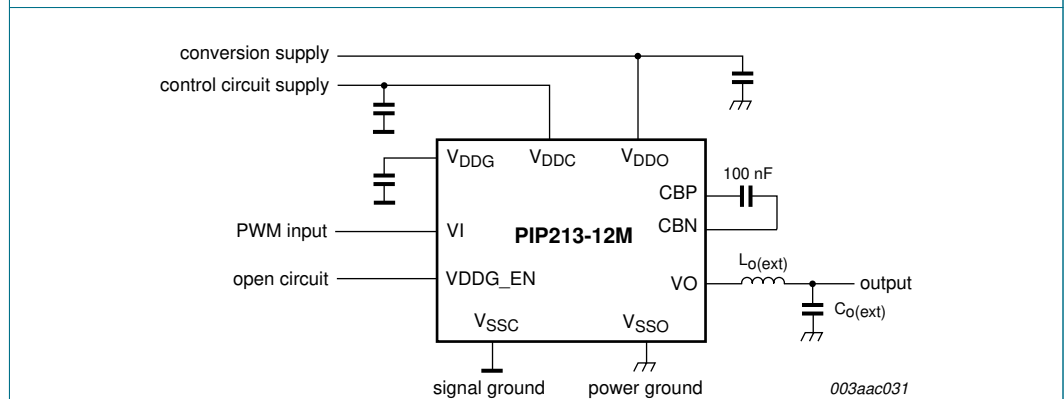 conversion supply
control circuit supply
VDDG VDDC VDDO
100 nF
CBP
CBN
PWM input VI PIP213-12M
Lo(ext)
open circuit VDDG_EN VO output
Co(ext)
VSSC VSSO
signal ground power ground 003aac031